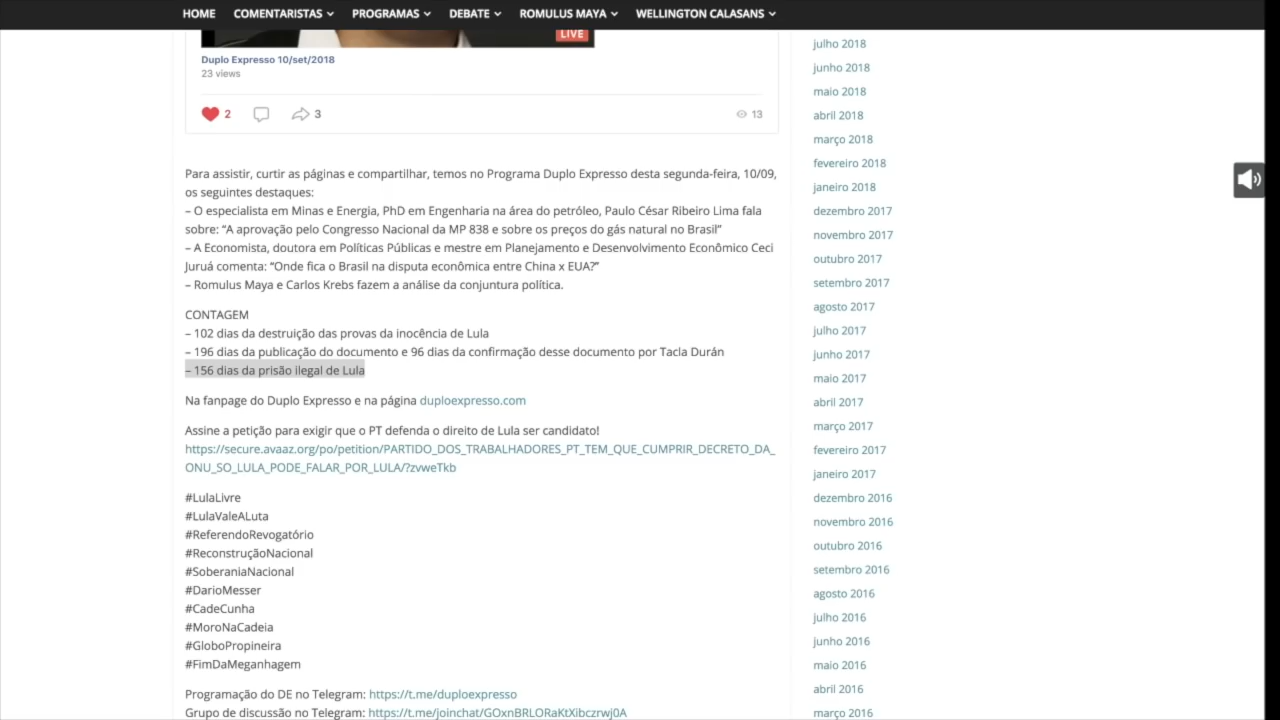 HOME COMENTARISTAS PROGRAMAS DEBATE ROMULUS MAYA WELLINGTON CALASANS
LIVE
Duplo Expresso 10/set/2018
23 views
2 3 13
Para assistir, curtir as páginas e compartilhar, temos no Programa Duplo Expresso desta segunda-feira, 10/09,
os seguintes destaques:
– O especialista em Minas e Energia, PhD em Engenharia na área do petróleo, Paulo César Ribeiro Lima fala
sobre: “A aprovação pelo Congresso Nacional da MP 838 e sobre os preços do gás natural no Brasil”
– A Economista, doutora em Políticas Públicas e mestre em Planejamento e Desenvolvimento Econômico Ceci
Juruá comenta: “Onde fica o Brasil na disputa econômica entre China x EUA?”
– Romulus Maya e Carlos Krebs fazem a análise da conjuntura política.
CONTAGEM
– 102 dias da destruição das provas da inocência de Lula
– 196 dias da publicação do documento e 96 dias da confirmação desse documento por Tacla Durán
– 156 dias da prisão ilegal de Lula
Na fanpage do Duplo Expresso e na página duploexpresso.com
Assine a petição para exigir que o PT defenda o direito de Lula ser candidato!
https://secure.avaaz.org/po/petition/PARTIDO_DOS_TRABALHADORES_PT_TEM_QUE_CUMPRIR_DECRETO_DA_
ONU_SO_LULA_PODE_FALAR_POR_LULA/?zvweTkb
#LulaLivre
#LulaValeALuta
#ReferendoRevogatório
#ReconstruçãoNacional
#SoberaniaNacional
#DarioMesser
#CadeCunha
#MoroNaCadeia
#GloboPropineira
#FimDaMeganhagem
Programação do DE no Telegram: https://t.me/duploexpresso
Grupo de discussão no Telegram: https://t.me/joinchat/GOxnBRLORaKtXibczrwj0A
julho 2018
junho 2018
maio 2018
abril 2018
março 2018
fevereiro 2018
janeiro 2018
dezembro 2017
novembro 2017
outubro 2017
setembro 2017
agosto 2017
julho 2017
junho 2017
maio 2017
abril 2017
março 2017
fevereiro 2017
janeiro 2017
dezembro 2016
novembro 2016
outubro 2016
setembro 2016
agosto 2016
julho 2016
junho 2016
maio 2016
abril 2016
março 2016